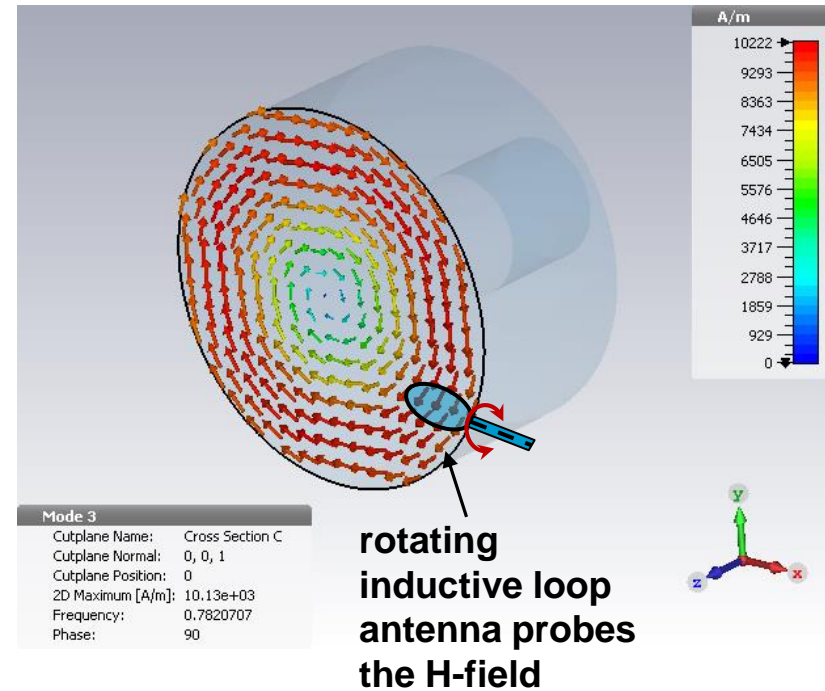 A/m
10222
9293
8363
7434
6505
5576
4646
3717
2788
1859
929
0
y
z
x
Mode 3
Cutplane Name: Cross Section C
Cutplane Normal: 0, 0, 1
Cutplane Position: 0
2D Maximum [A/m]: 10.13e+03
Frequency: 0.7820707
Phase: 90
rotating
inductive loop
antenna probes
the H-field